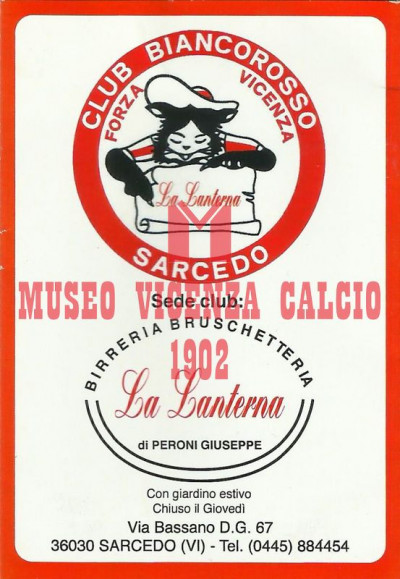 CLUB BIANCOROSSO
FORZA VICENZA
La Lanterna
SARCEDO
M
MUSEO VICENZA CALCIO
1902
Sede club:
BIRRERIA BRUSCHETTERIA
La Lanterna
di PERONI GIUSEPPE
Con giardino estivo
Chiuso il Giovedì
Via Bassano D.G. 67
36030 SARCEDO (VI) - Tel. (0445) 884454